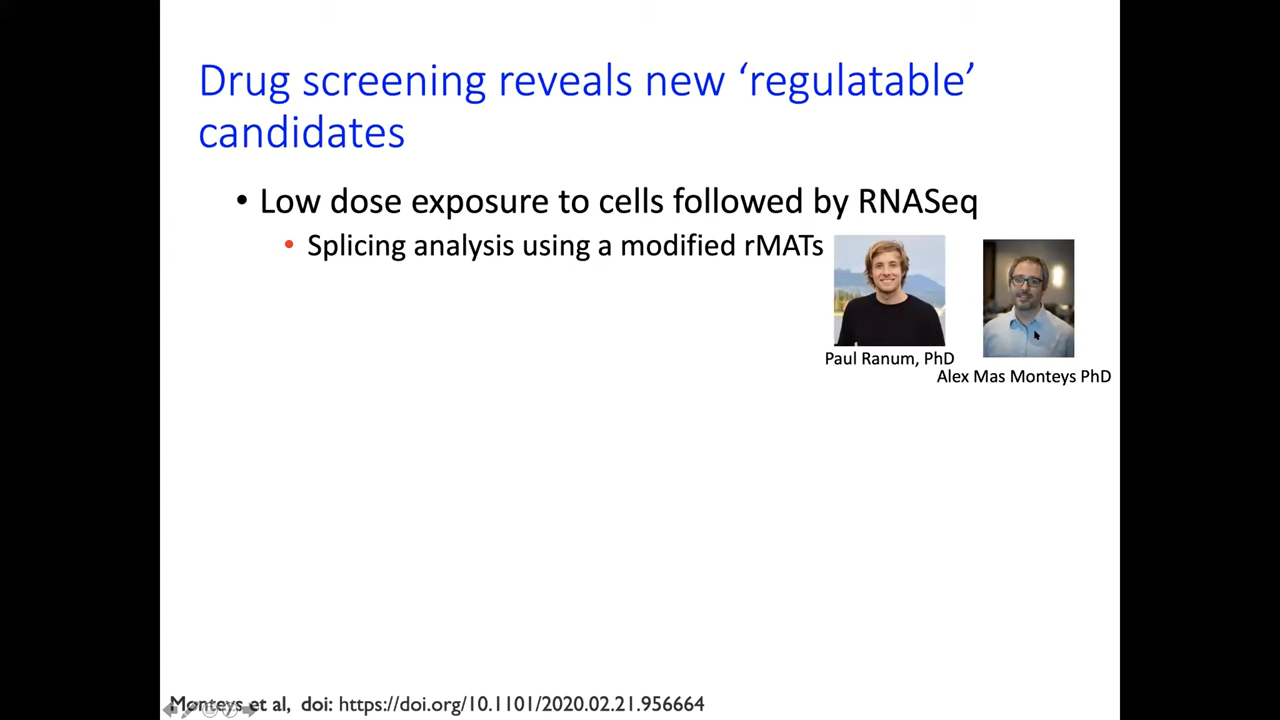 Drug screening reveals new ‘regulatable’
candidates
• Low dose exposure to cells followed by RNASeq
• Splicing analysis using a modified rMATs
Paul Ranum, PhD
Alex Mas Monteys PhD
Monteys et al, doi: https://doi.org/10.1101/2020.02.21.956664